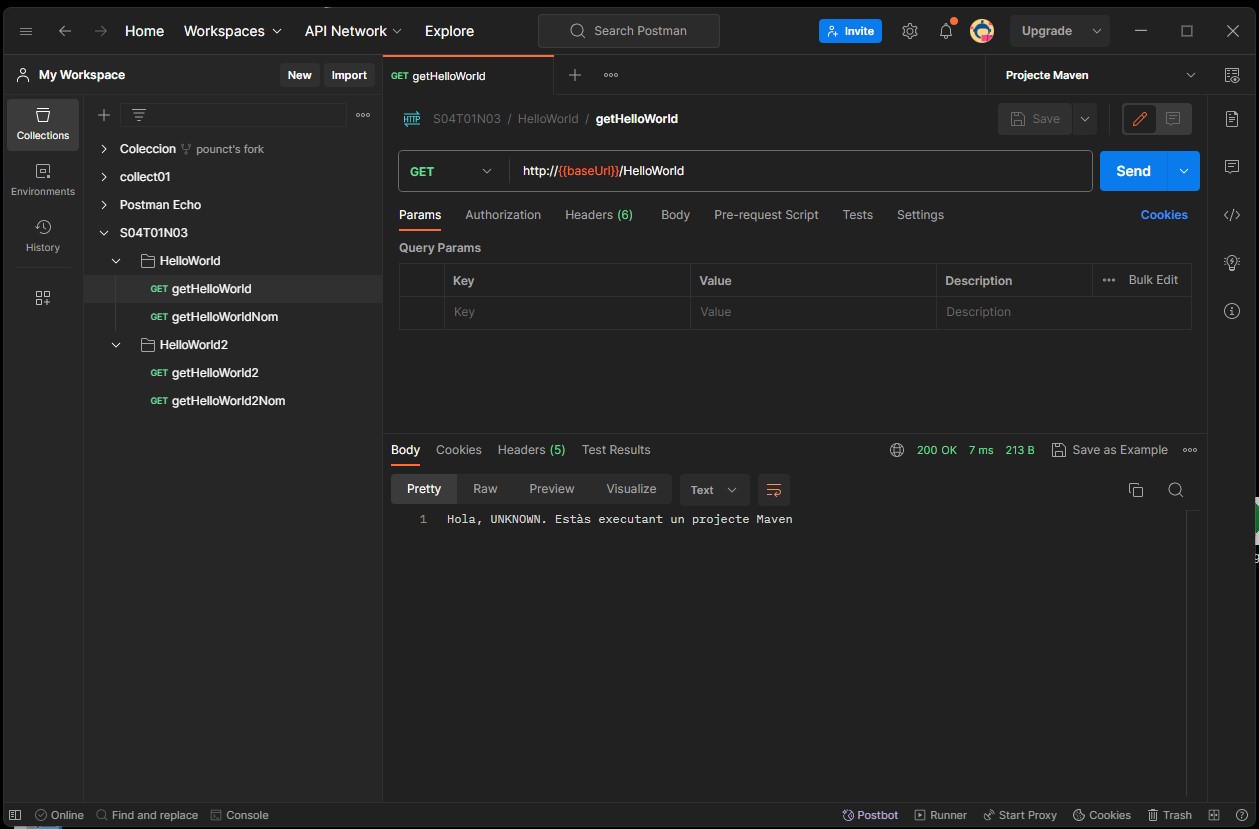 Home Workspaces API Network Explore Search Postman Invite Upgrade
My Workspace New Import GET getHelloWorld Projecte Maven
Collections
Environments
History
Coleccion pounct's fork
collect01
Postman Echo
S04T01N03
HelloWorld
GET getHelloWorld
GET getHelloWorldNom
HelloWorld2
GET getHelloWorld2
GET getHelloWorld2Nom
HTTP S04T01N03 / HelloWorld / getHelloWorld Save
GET http://{{baseUrl}}/HelloWorld Send
Params Authorization Headers (6) Body Pre-request Script Tests Settings Cookies
Query Params
Key Value Description Bulk Edit
Key Value Description
Body Cookies Headers (5) Test Results 200 OK 7 ms 213 B Save as Example
Pretty Raw Preview Visualize Text
1 Hola, UNKNOWN. Estàs executant un projecte Maven
Online Find and replace Console Postbot Runner Start Proxy Cookies Trash